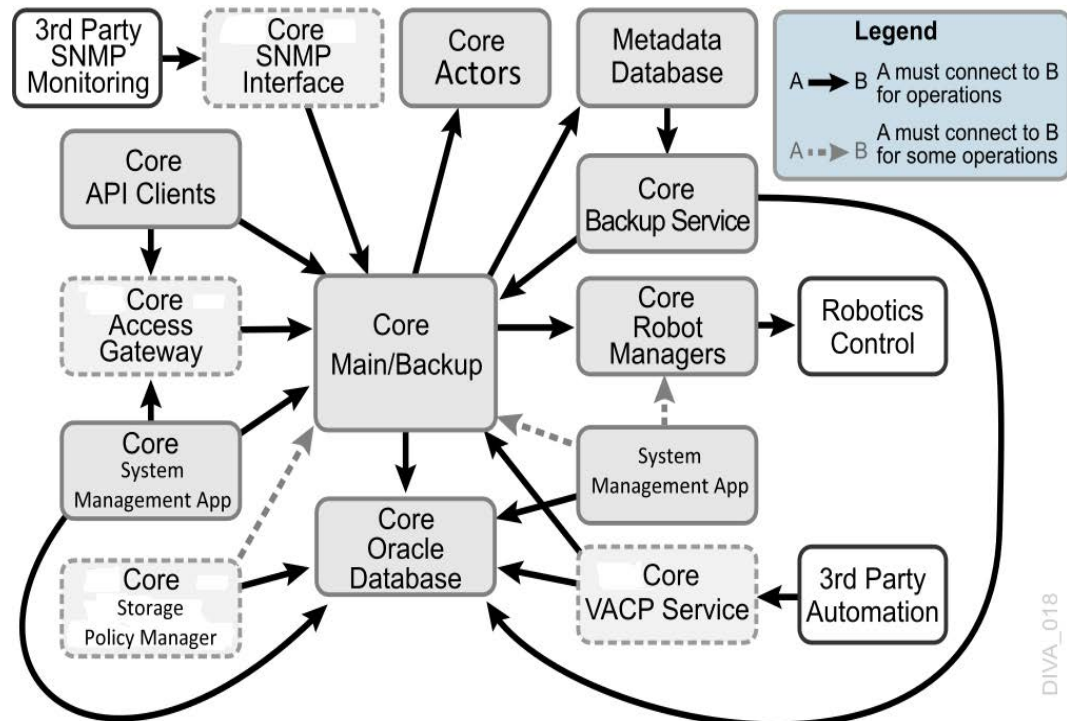 3rd Party
SNMP
Monitoring
Core
SNMP
Interface
Core
Actors
Metadata
Database
Legend
A B A must connect to B
for operations
A B A must connect to B
for some operations
Core
API Clients
Core
Backup Service
Core
Access
Gateway
Core
Main/Backup
Core
Robot
Managers
Robotics
Control
Core
System
Management App
System
Management App
Core
Oracle
Database
Core
Storage
Policy Manager
Core
VACP Service
3rd Party
Automation
DIVA_018